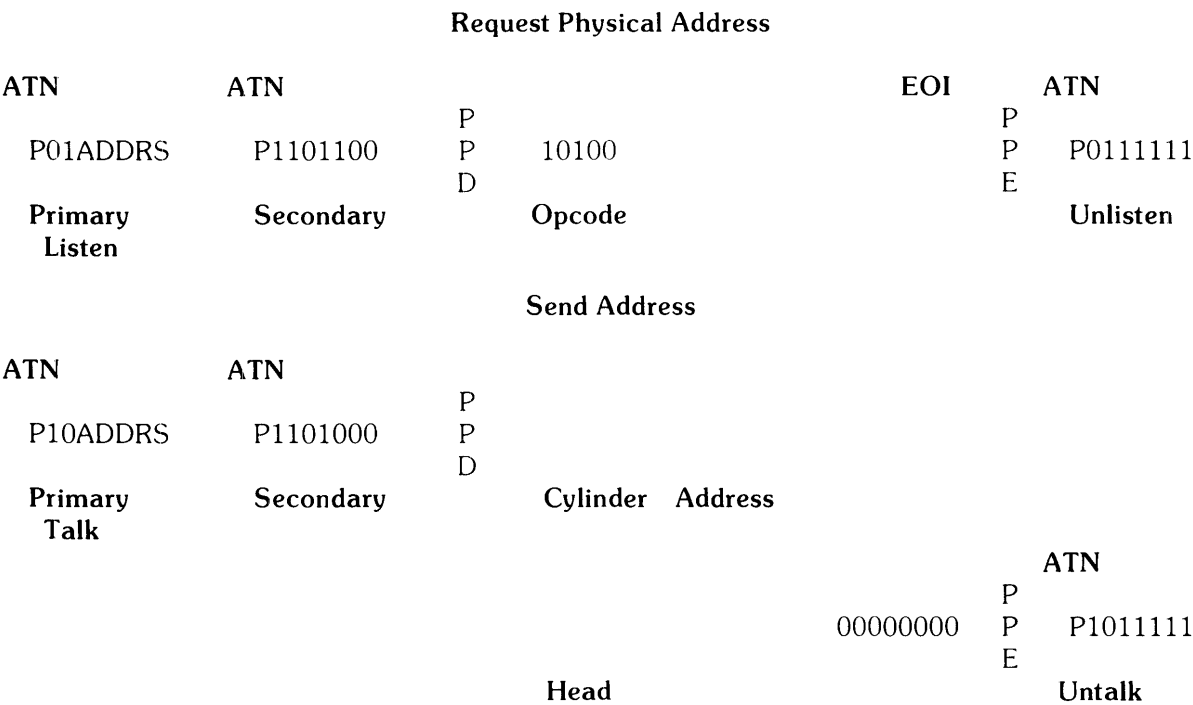 Request Physical Address
ATN ATN EOI ATN
P P
P01ADDRS P1101100 P 10100 P P0111111
D E
Primary Secondary Opcode Unlisten
Listen
Send Address
ATN ATN
P
P10ADDRS P1101000 P
D
Primary Secondary Cylinder Address
Talk
ATN
P
00000000 P P1011111
E
Head Untalk